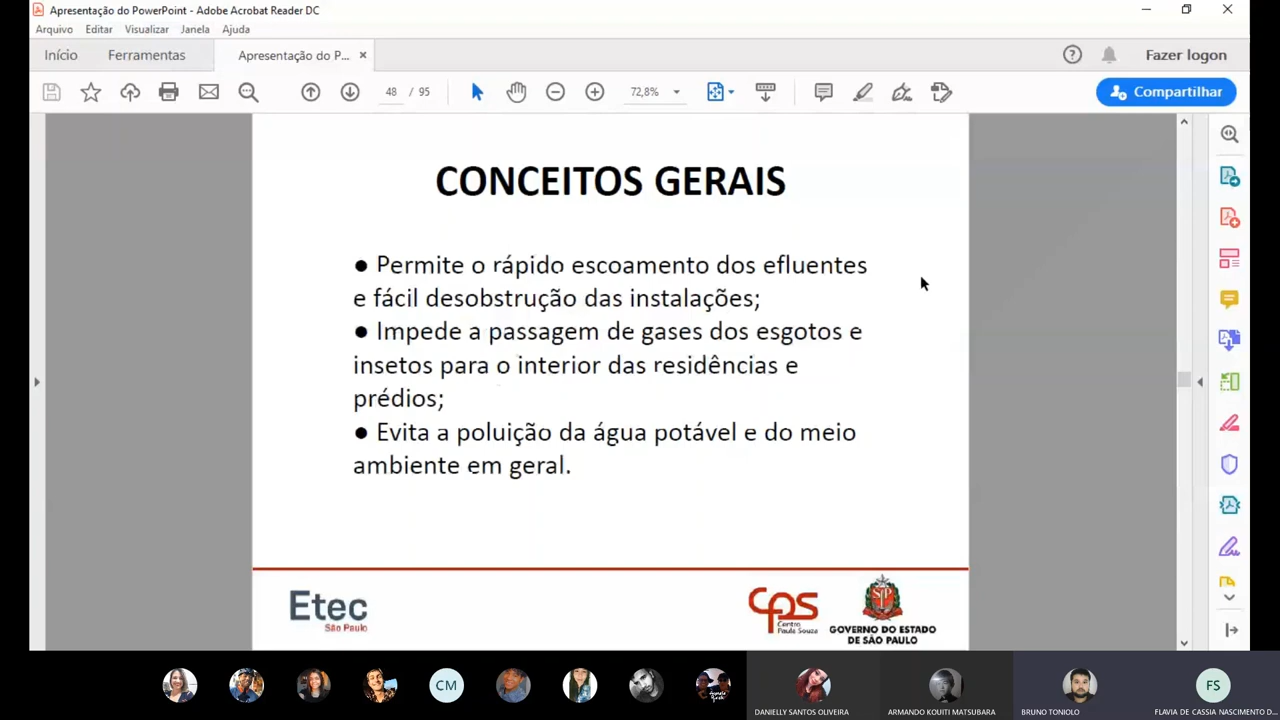 Apresentação do PowerPoint - Adobe Acrobat Reader DC
Arquivo Editar Visualizar Janela Ajuda
Início Ferramentas Apresentação do P... × Fazer logon
48 / 95 72,8% Compartilhar
CONCEITOS GERAIS
● Permite o rápido escoamento dos efluentes
e fácil desobstrução das instalações;
● Impede a passagem de gases dos esgotos e
insetos para o interior das residências e
prédios;
● Evita a poluição da água potável e do meio
ambiente em geral.
Etec
São Paulo
cps
Centro
Paula Souza
GOVERNO DO ESTADO
DE SÃO PAULO
CM
FS
DANIELLY SANTOS OLIVEIRA
ARMANDO KOUITI MATSUBARA
BRUNO TONIOLO
FLAVIA DE CASSIA NASCIMENTO D...